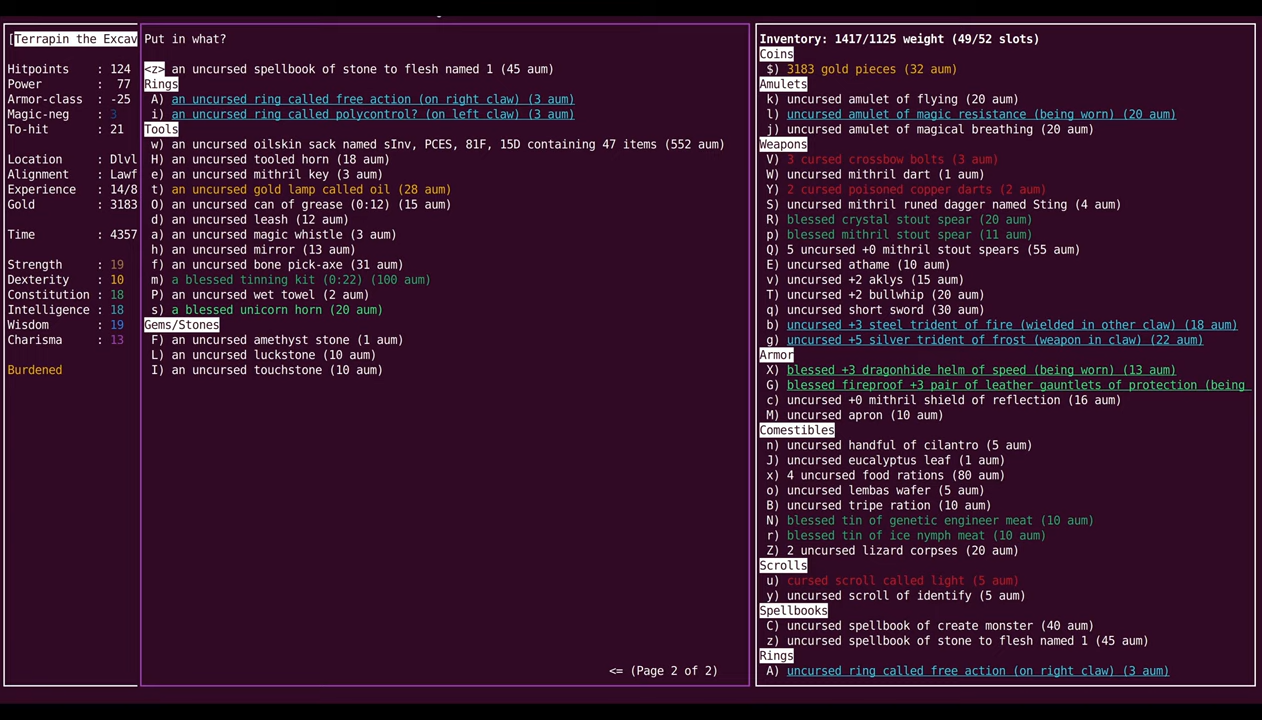 [Terrapin the Excav
Hitpoints : 124
Power : 77
Armor-class : -25
Magic-neg : 3
To-hit : 21
Location : Dlvl
Alignment : Lawf
Experience : 14/8
Gold : 3183
Time : 4357
Strength : 19
Dexterity : 10
Constitution : 18
Intelligence : 18
Wisdom : 19
Charisma : 13
Burdened
Put in what?
<z> an uncursed spellbook of stone to flesh named 1 (45 aum)
Rings
A) an uncursed ring called free action (on right claw) (3 aum)
i) an uncursed ring called polycontrol? (on left claw) (3 aum)
Tools
w) an uncursed oilskin sack named sInv, PCES, 81F, 15D containing 47 items (552 aum)
H) an uncursed tooled horn (18 aum)
e) an uncursed mithril key (3 aum)
t) an uncursed gold lamp called oil (28 aum)
O) an uncursed can of grease (0:12) (15 aum)
d) an uncursed leash (12 aum)
a) an uncursed magic whistle (3 aum)
h) an uncursed mirror (13 aum)
f) an uncursed bone pick-axe (31 aum)
m) a blessed tinning kit (0:22) (100 aum)
P) an uncursed wet towel (2 aum)
s) a blessed unicorn horn (20 aum)
Gems/Stones
F) an uncursed amethyst stone (1 aum)
L) an uncursed luckstone (10 aum)
I) an uncursed touchstone (10 aum)
<= (Page 2 of 2)
Inventory: 1417/1125 weight (49/52 slots)
Coins
$) 3183 gold pieces (32 aum)
Amulets
k) uncursed amulet of flying (20 aum)
l) uncursed amulet of magic resistance (being worn) (20 aum)
j) uncursed amulet of magical breathing (20 aum)
Weapons
V) 3 cursed crossbow bolts (3 aum)
W) uncursed mithril dart (1 aum)
Y) 2 cursed poisoned copper darts (2 aum)
S) uncursed mithril runed dagger named Sting (4 aum)
R) blessed crystal stout spear (20 aum)
p) blessed mithril stout spear (11 aum)
Q) 5 uncursed +0 mithril stout spears (55 aum)
E) uncursed athame (10 aum)
v) uncursed +2 aklys (15 aum)
T) uncursed +2 bullwhip (20 aum)
q) uncursed short sword (30 aum)
b) uncursed +3 steel trident of fire (wielded in other claw) (18 aum)
g) uncursed +5 silver trident of frost (weapon in claw) (22 aum)
Armor
X) blessed +3 dragonhide helm of speed (being worn) (13 aum)
G) blessed fireproof +3 pair of leather gauntlets of protection (being
c) uncursed +0 mithril shield of reflection (16 aum)
M) uncursed apron (10 aum)
Comestibles
n) uncursed handful of cilantro (5 aum)
J) uncursed eucalyptus leaf (1 aum)
x) 4 uncursed food rations (80 aum)
o) uncursed lembas wafer (5 aum)
B) uncursed tripe ration (10 aum)
N) blessed tin of genetic engineer meat (10 aum)
r) blessed tin of ice nymph meat (10 aum)
Z) 2 uncursed lizard corpses (20 aum)
Scrolls
u) cursed scroll called light (5 aum)
y) uncursed scroll of identify (5 aum)
Spellbooks
C) uncursed spellbook of create monster (40 aum)
z) uncursed spellbook of stone to flesh named 1 (45 aum)
Rings
A) uncursed ring called free action (on right claw) (3 aum)